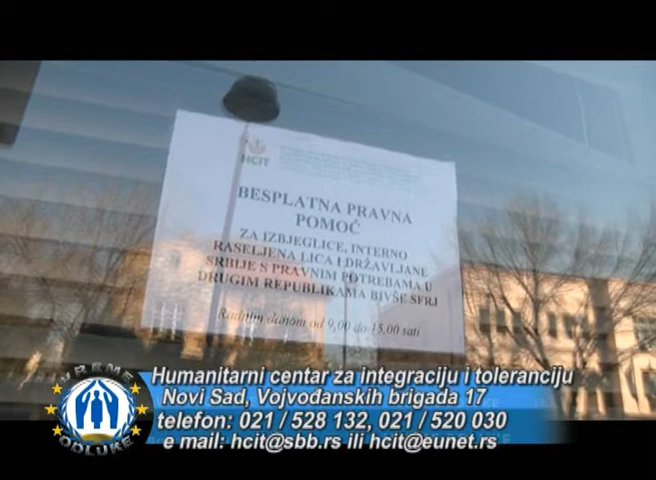 HCIT
BESPLATNA PRAVNA
POMOĆ
ZA IZBJEGLICE, INTERNO
RASELJENA LICA I DRŽAVLJANE
SRBIJE S PRAVNIM POTREBAMA U
DRUGIM REPUBLIKAMA BIVŠE SFRJ
Radnim danom od 9,00 do 15,00 sati
Humanitarni centar za integraciju i toleranciju
Novi Sad, Vojvođanskih brigada 17
telefon: 021 / 528 132, 021 / 520 030
e mail: hcit@sbb.rs ili hcit@eunet.rs
VREME
ODLUKE